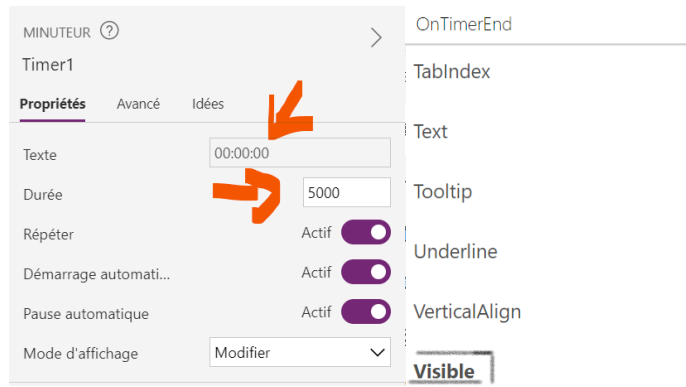 MINUTEUR ?
Timer1
Propriétés Avancé Idées
Texte 00:00:00
Durée 5000
Répéter Actif
Démarrage automati... Actif
Pause automatique Actif
Mode d'affichage Modifier
OnTimerEnd
TabIndex
Text
Tooltip
Underline
VerticalAlign
Visible